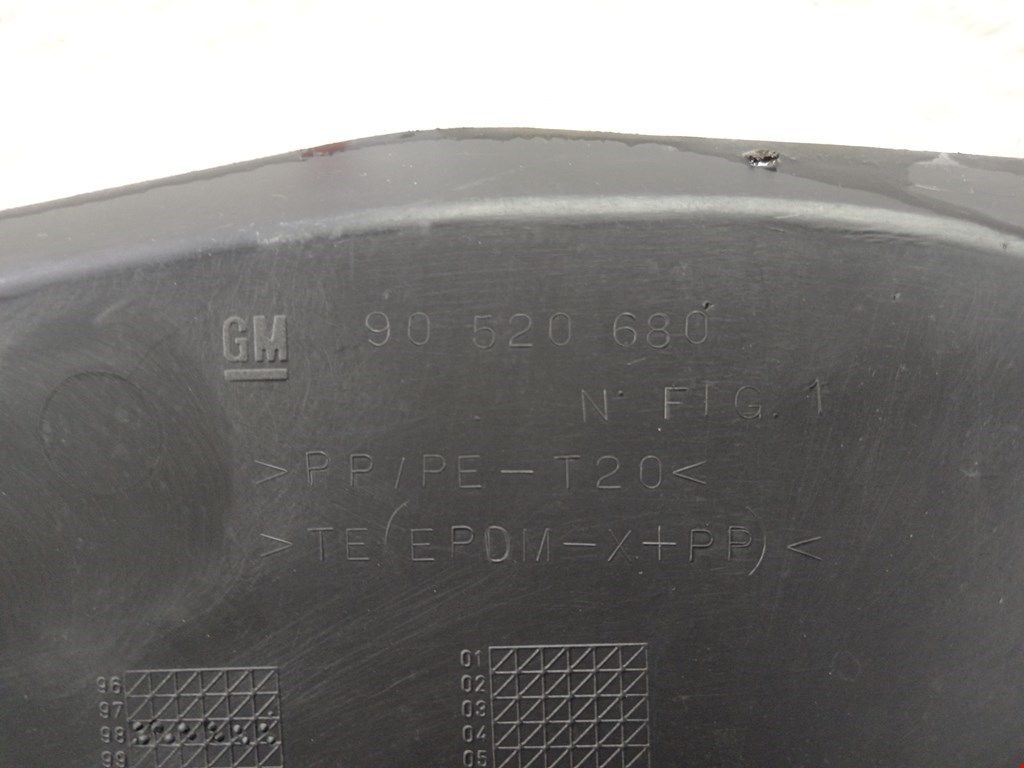 GM 90 520 680
N. FIG. 1
>PP/PE-T20<
>TE(EPDM-X+PP)<
01
02
03
04
05
96
97
98
99